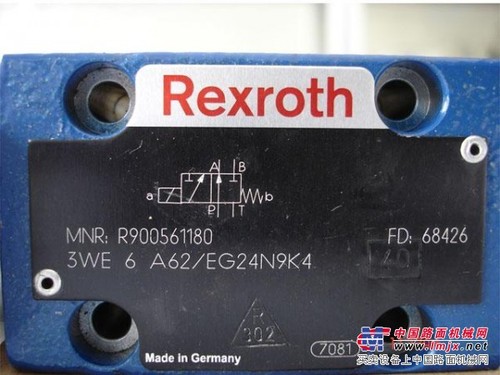 Rexroth
A B
a b
P T
MNR: R900561180 FD: 68426
3WE 6 A62/EG24N9K4
302
Made in Germany 7081
中国路面机械网
www.lmjx.net
买卖设备上中国路面机械网